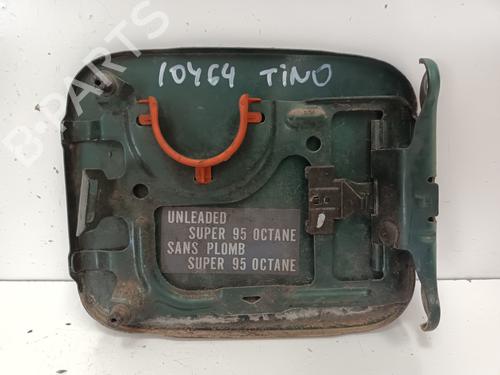 10464 TINO
UNLEADED
SUPER 95 OCTANE
SANS PLOMB
SUPER 95 OCTANE
B-PARTS